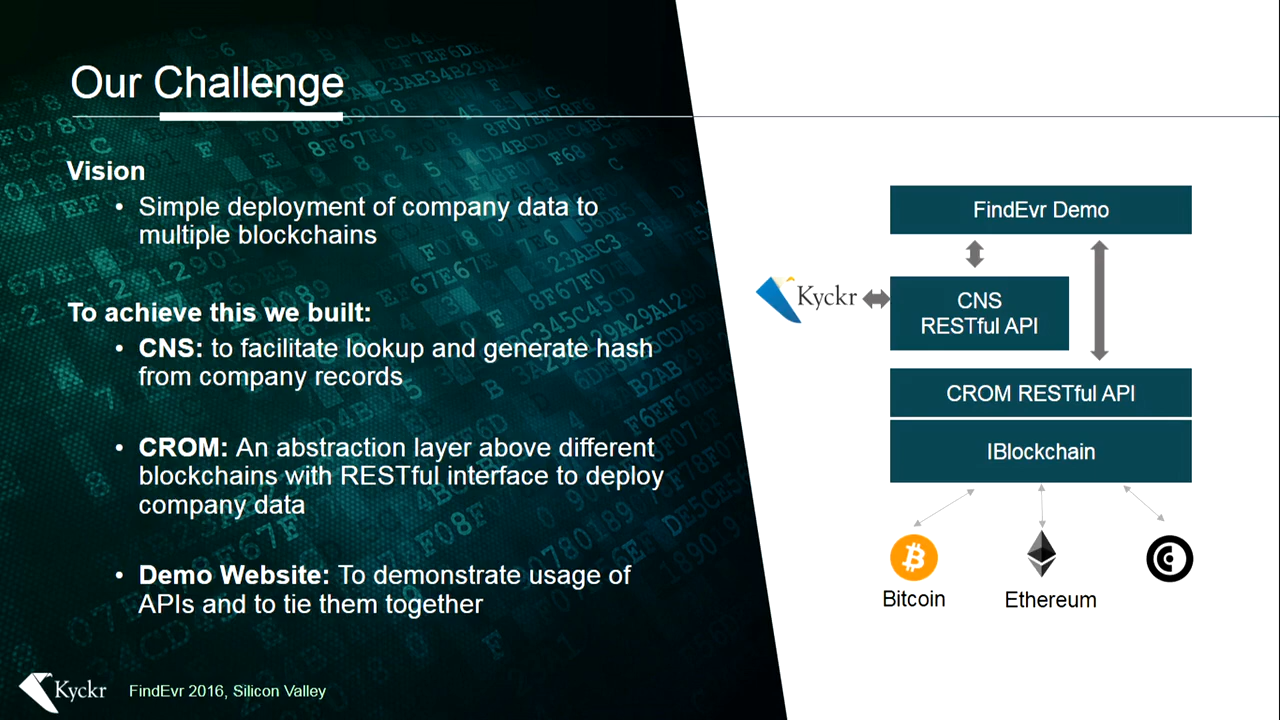 Our Challenge
Vision
• Simple deployment of company data to
multiple blockchains
To achieve this we built:
• CNS: to facilitate lookup and generate hash
from company records
• CROM: An abstraction layer above different
blockchains with RESTful interface to deploy
company data
• Demo Website: To demonstrate usage of
APIs and to tie them together
Kyckr
FindEvr 2016, Silicon Valley
FindEvr Demo
Kyckr
CNS
RESTful API
CROM RESTful API
IBlockchain
Bitcoin
Ethereum